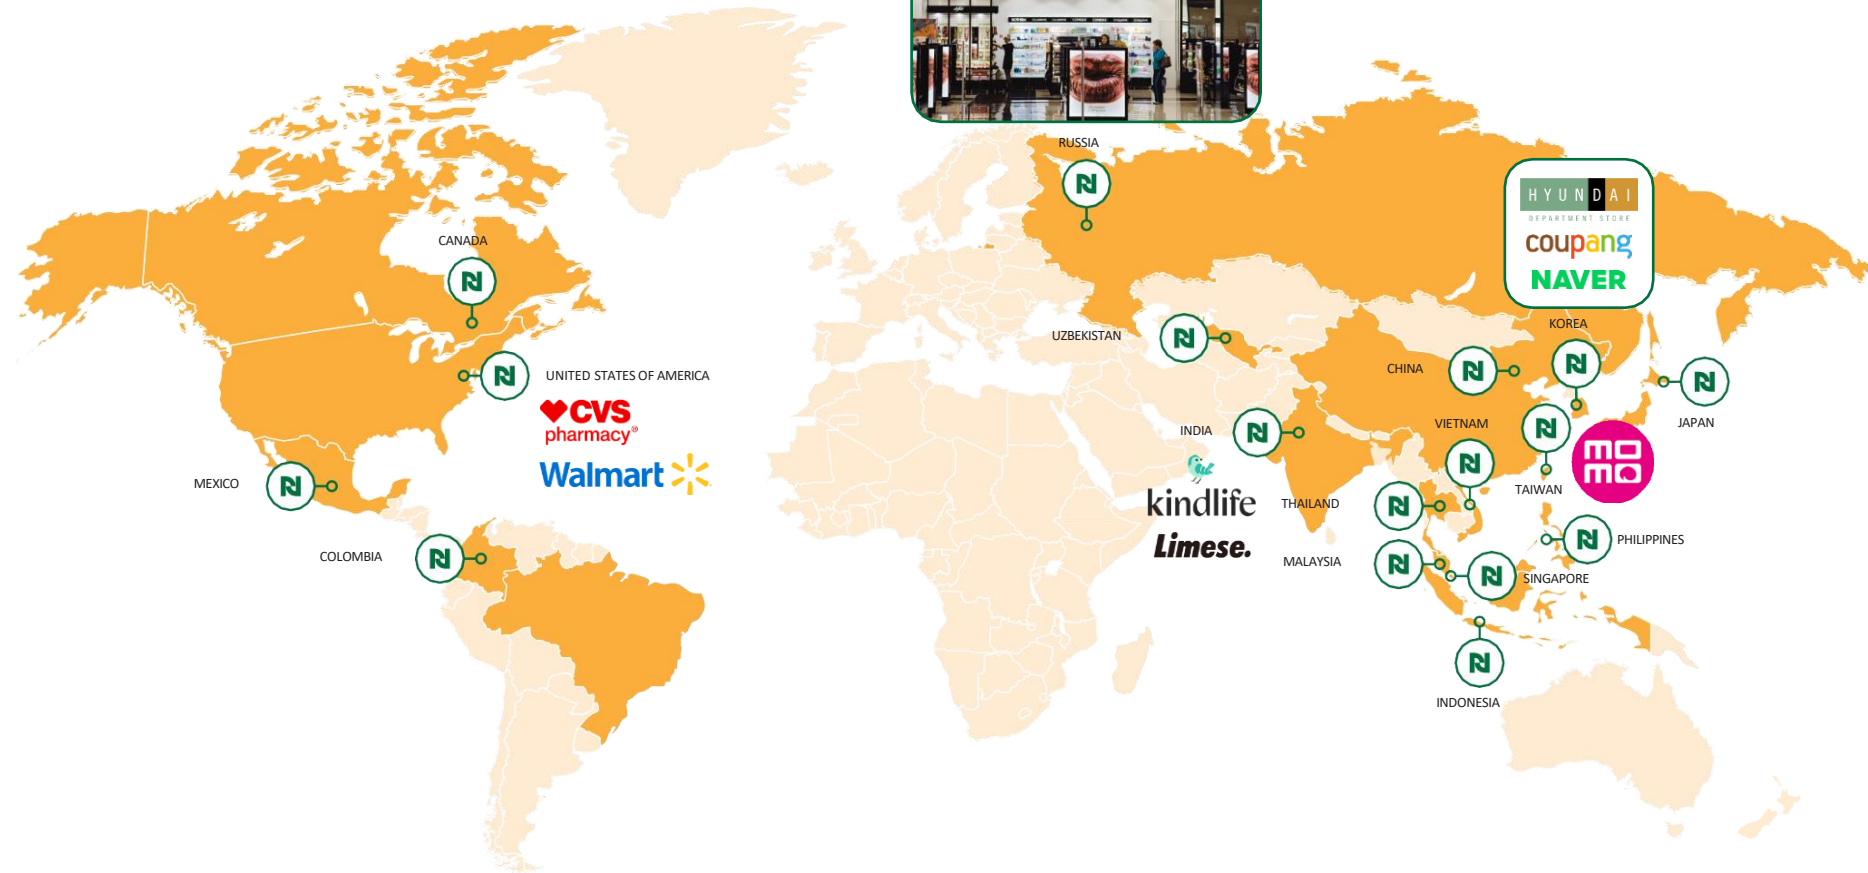 RUSSIA
HYUNDAI
DEPARTMENT STORE
coupang
NAVER
CANADA
KOREA
UZBEKISTAN
CHINA
UNITED STATES OF AMERICA
CVS
pharmacy®
Walmart
JAPAN
VIETNAM
INDIA
MEXICO
TAIWAN
mo
mo
kindlife
THAILAND
Limese.
PHILIPPINES
COLOMBIA
MALAYSIA
SINGAPORE
INDONESIA